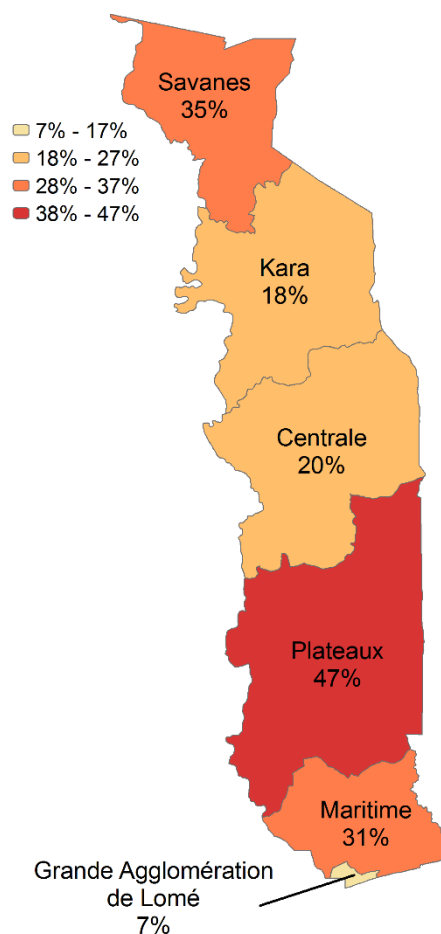 Savanes
35%
7% - 17%
18% - 27%
28% - 37%
38% - 47%
Kara
18%
Centrale
20%
Plateaux
47%
Maritime
31%
Grande Agglomération
de Lomé
7%